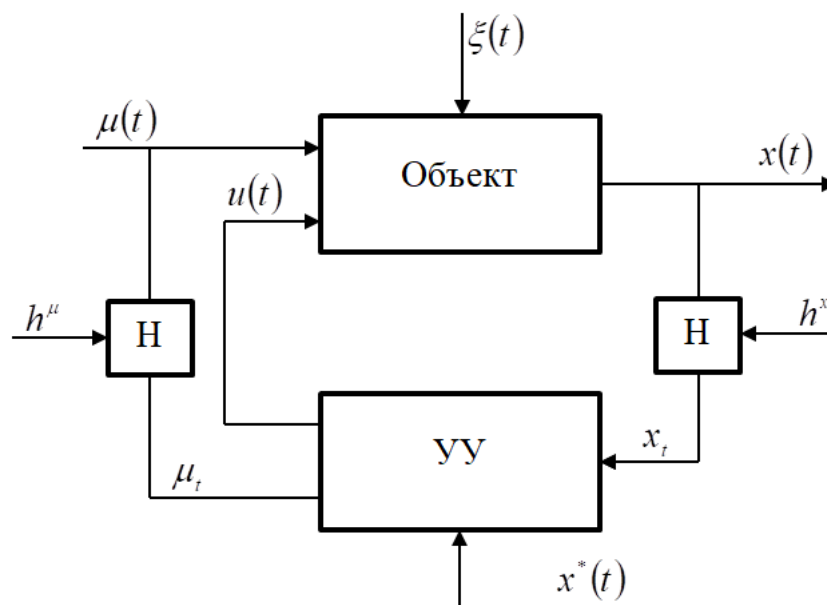 ξ(t)
μ(t)
Объект
x(t)
u(t)
h^μ
Н
Н
h^x
УУ
x_t
μ_t
x^*(t)